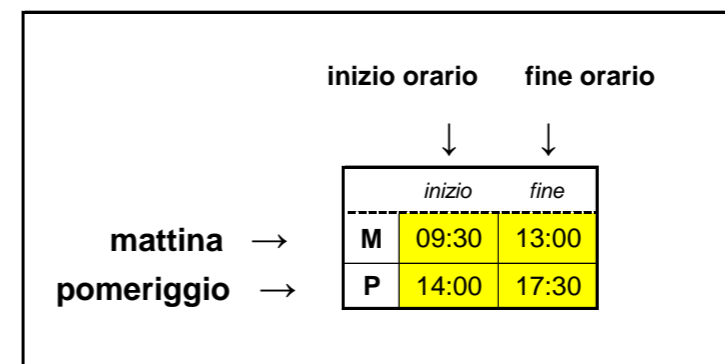 inizio orario fine orario
↓ ↓
inizio fine
mattina → M 09:30 13:00
pomeriggio → P 14:00 17:30